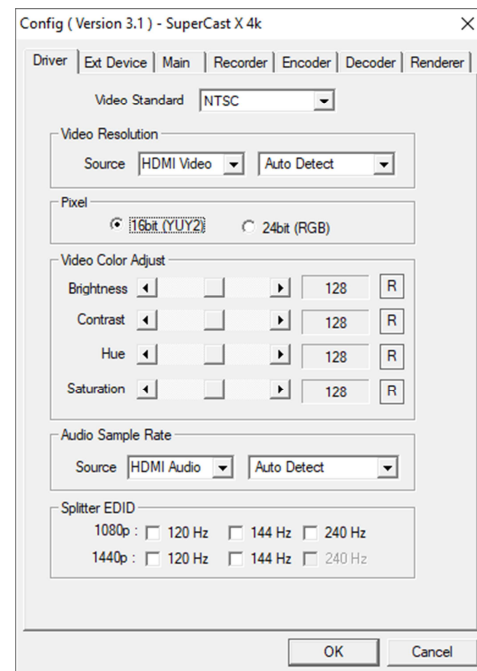 Config ( Version 3.1 ) - SuperCast X 4k
Driver Ext Device Main Recorder Encoder Decoder Renderer
Video Standard NTSC
Video Resolution
Source HDMI Video Auto Detect
Pixel
16bit (YUY2) 24bit (RGB)
Video Color Adjust
Brightness 128 R
Contrast 128 R
Hue 128 R
Saturation 128 R
Audio Sample Rate
Source HDMI Audio Auto Detect
Splitter EDID
1080p : 120 Hz 144 Hz 240 Hz
1440p : 120 Hz 144 Hz 240 Hz
OK Cancel